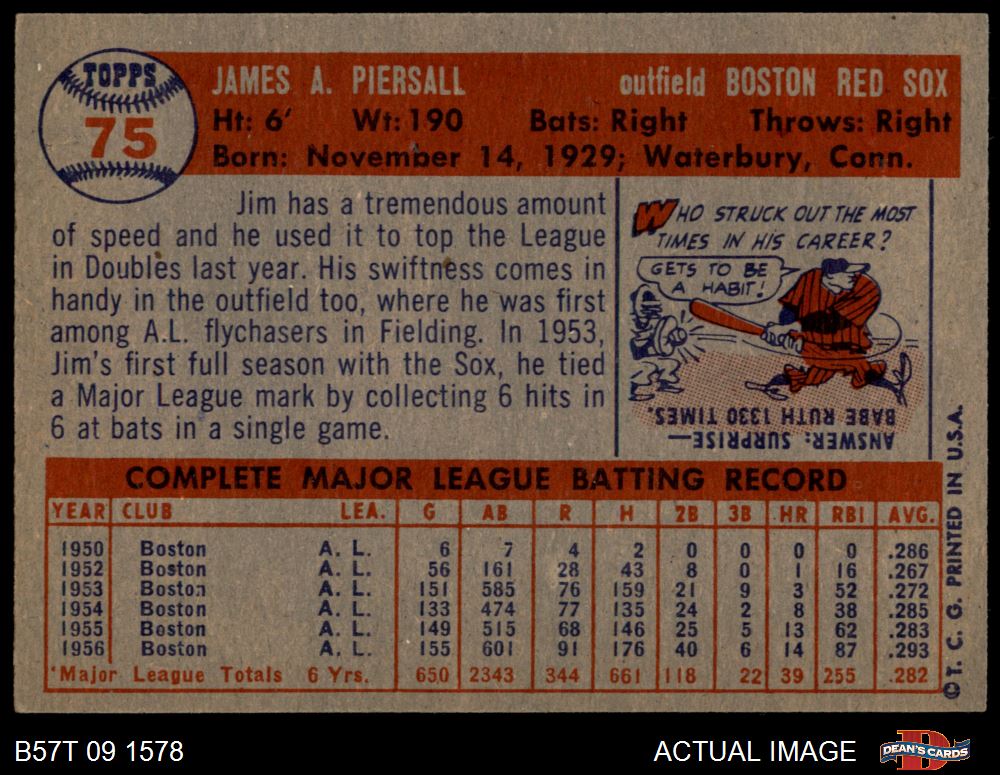 TOPPS
75
JAMES A. PIERSALL outfield BOSTON RED SOX
Ht: 6' Wt: 190 Bats: Right Throws: Right
Born: November 14, 1929; Waterbury, Conn.
Jim has a tremendous amount
of speed and he used it to top the League
in Doubles last year. His swiftness comes in
handy in the outfield too, where he was first
among A.L. flychasers in Fielding. In 1953,
Jim's first full season with the Sox, he tied
a Major League mark by collecting 6 hits in
6 at bats in a single game.
WHO STRUCK OUT THE MOST
TIMES IN HIS CAREER?
GETS TO BE
A HABIT!
ANSWER: SURPRISE—
BABE RUTH 1330 TIMES.
COMPLETE MAJOR LEAGUE BATTING RECORD
YEAR CLUB LEA. G AB R H 2B 3B HR RBI AVG.
1950 Boston A. L. 6 7 4 2 0 0 0 0 .286
1952 Boston A. L. 56 161 28 43 8 0 1 16 .267
1953 Boston A. L. 151 585 76 159 21 9 3 52 .272
1954 Boston A. L. 133 474 77 135 24 2 8 38 .285
1955 Boston A. L. 149 515 68 146 25 5 13 62 .283
1956 Boston A. L. 155 601 91 176 40 6 14 87 .293
Major League Totals 6 Yrs. 650 2343 344 661 118 22 39 255 .282
© T. C. G. PRINTED IN U.S.A.
B57T 09 1578 ACTUAL IMAGE DEAN'S CARDS